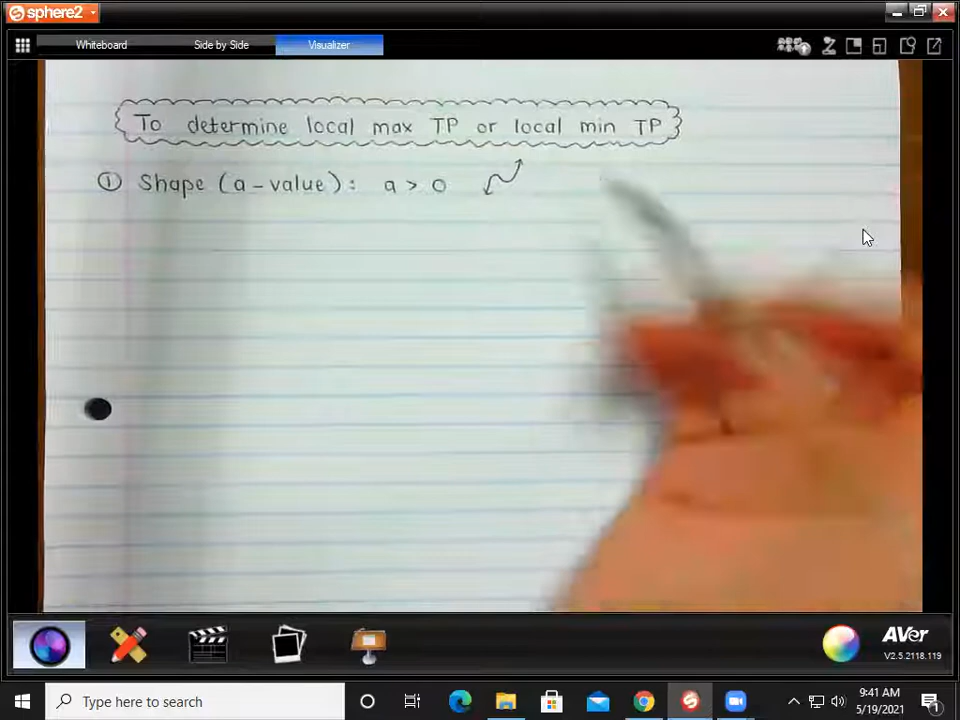 sphere2
Whiteboard
Side by Side
Visualizer
To determine local max TP or local min TP
① Shape (a-value): a > 0
AVer
V2.5.2118.119
Type here to search
9:41 AM
5/19/2021
1